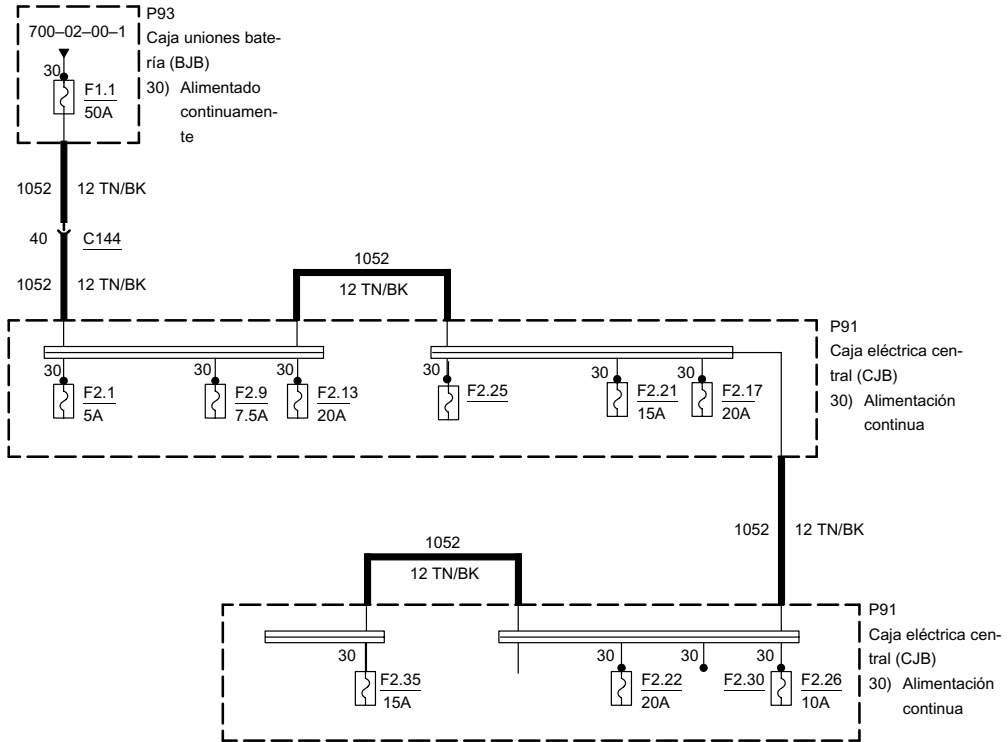 P93
700–02–00–1
Caja uniones bate-
ría (BJB)
30) Alimentado
continuamen-
te
30
F1.1
50A
1052 12 TN/BK
40 C144
1052 12 TN/BK
1052
12 TN/BK
P91
Caja eléctrica cen-
tral (CJB)
30) Alimentación
continua
30 30 30 30 30 30
F2.1 F2.9 F2.13 F2.25 F2.21 F2.17
5A 7.5A 20A 15A 20A
1052 12 TN/BK
1052
12 TN/BK
P91
Caja eléctrica cen-
tral (CJB)
30) Alimentación
continua
30 30 30 30
F2.35 F2.22 F2.30 F2.26
15A 20A 10A